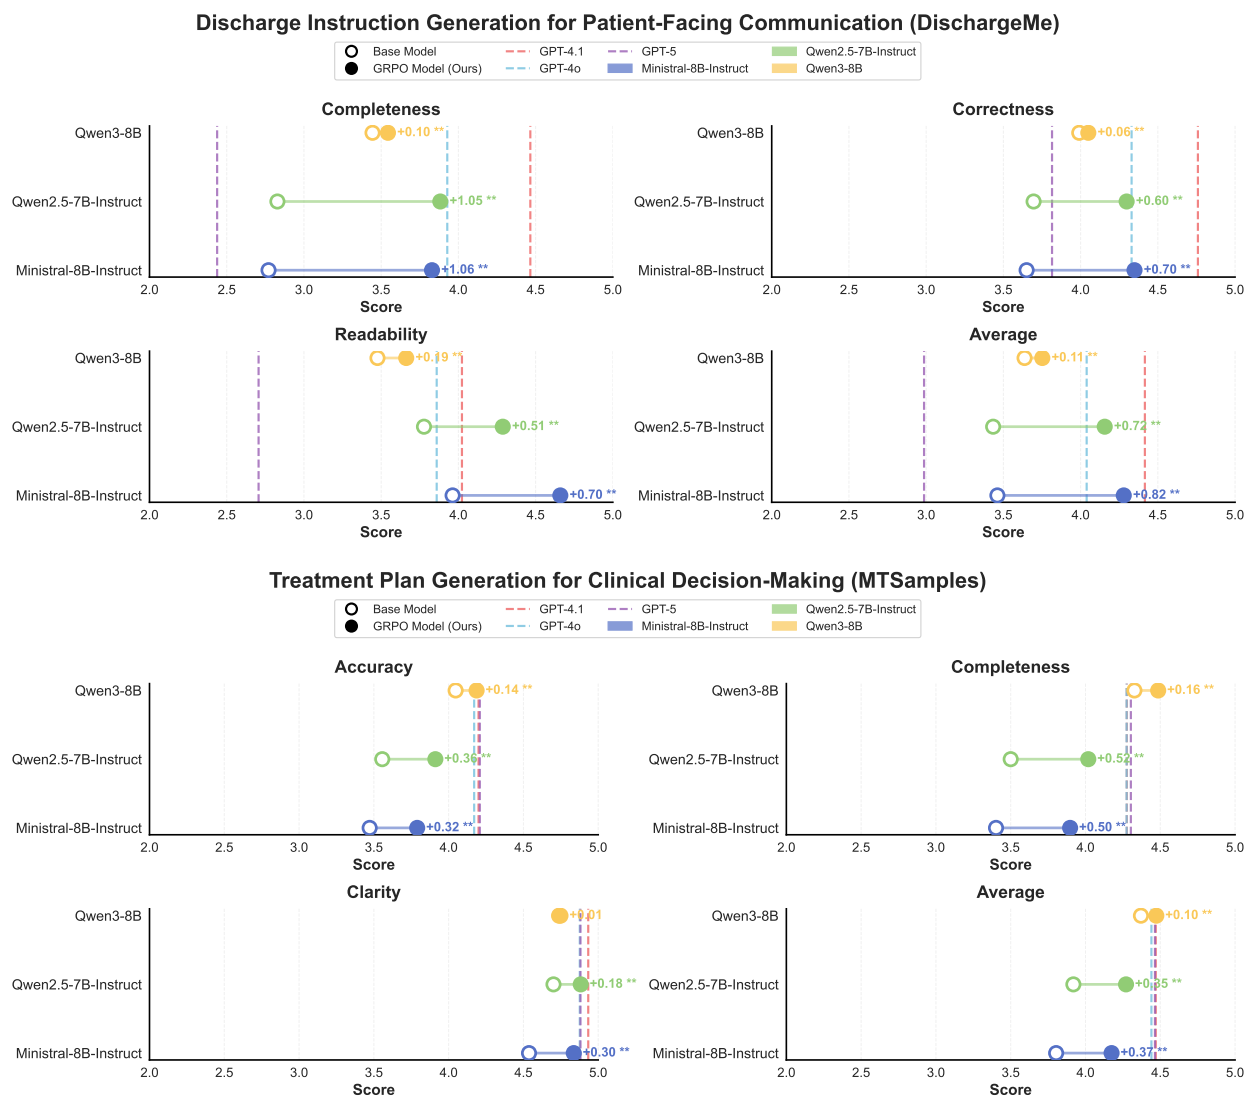 Discharge Instruction Generation for Patient-Facing Communication (DischargeMe)
Base Model GPT-4.1 GPT-5 Qwen2.5-7B-Instruct
GRPO Model (Ours) GPT-4o Ministral-8B-Instruct Qwen3-8B
Completeness
Qwen3-8B +0.10 **
Qwen2.5-7B-Instruct +1.05 **
Ministral-8B-Instruct +1.06 **
2.0 2.5 3.0 3.5 4.0 4.5 5.0
Score
Correctness
Qwen3-8B +0.06 **
Qwen2.5-7B-Instruct +0.60 **
Ministral-8B-Instruct +0.70 **
2.0 2.5 3.0 3.5 4.0 4.5 5.0
Score
Readability
Qwen3-8B +0.19 **
Qwen2.5-7B-Instruct +0.51 **
Ministral-8B-Instruct +0.70 **
2.0 2.5 3.0 3.5 4.0 4.5 5.0
Score
Average
Qwen3-8B +0.11 **
Qwen2.5-7B-Instruct +0.72 **
Ministral-8B-Instruct +0.82 **
2.0 2.5 3.0 3.5 4.0 4.5 5.0
Score
Treatment Plan Generation for Clinical Decision-Making (MTSamples)
Base Model GPT-4.1 GPT-5 Qwen2.5-7B-Instruct
GRPO Model (Ours) GPT-4o Ministral-8B-Instruct Qwen3-8B
Accuracy
Qwen3-8B +0.14 **
Qwen2.5-7B-Instruct +0.36 **
Ministral-8B-Instruct +0.32 **
2.0 2.5 3.0 3.5 4.0 4.5 5.0
Score
Completeness
Qwen3-8B +0.16 **
Qwen2.5-7B-Instruct +0.52 **
Ministral-8B-Instruct +0.50 **
2.0 2.5 3.0 3.5 4.0 4.5 5.0
Score
Clarity
Qwen3-8B +0.01
Qwen2.5-7B-Instruct +0.18 **
Ministral-8B-Instruct +0.30 **
2.0 2.5 3.0 3.5 4.0 4.5 5.0
Score
Average
Qwen3-8B +0.10 **
Qwen2.5-7B-Instruct +0.35 **
Ministral-8B-Instruct +0.37 **
2.0 2.5 3.0 3.5 4.0 4.5 5.0
Score